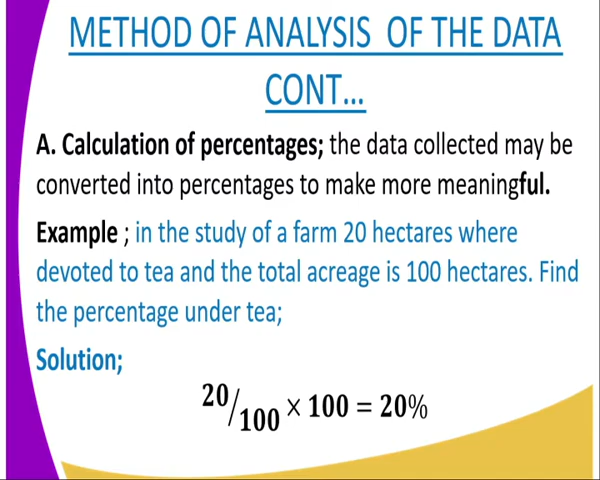 METHOD OF ANALYSIS OF THE DATA
CONT...
A. Calculation of percentages; the data collected may be
converted into percentages to make more meaningful.
Example ; in the study of a farm 20 hectares where
devoted to tea and the total acreage is 100 hectares. Find
the percentage under tea;
Solution;
20/100 × 100 = 20%